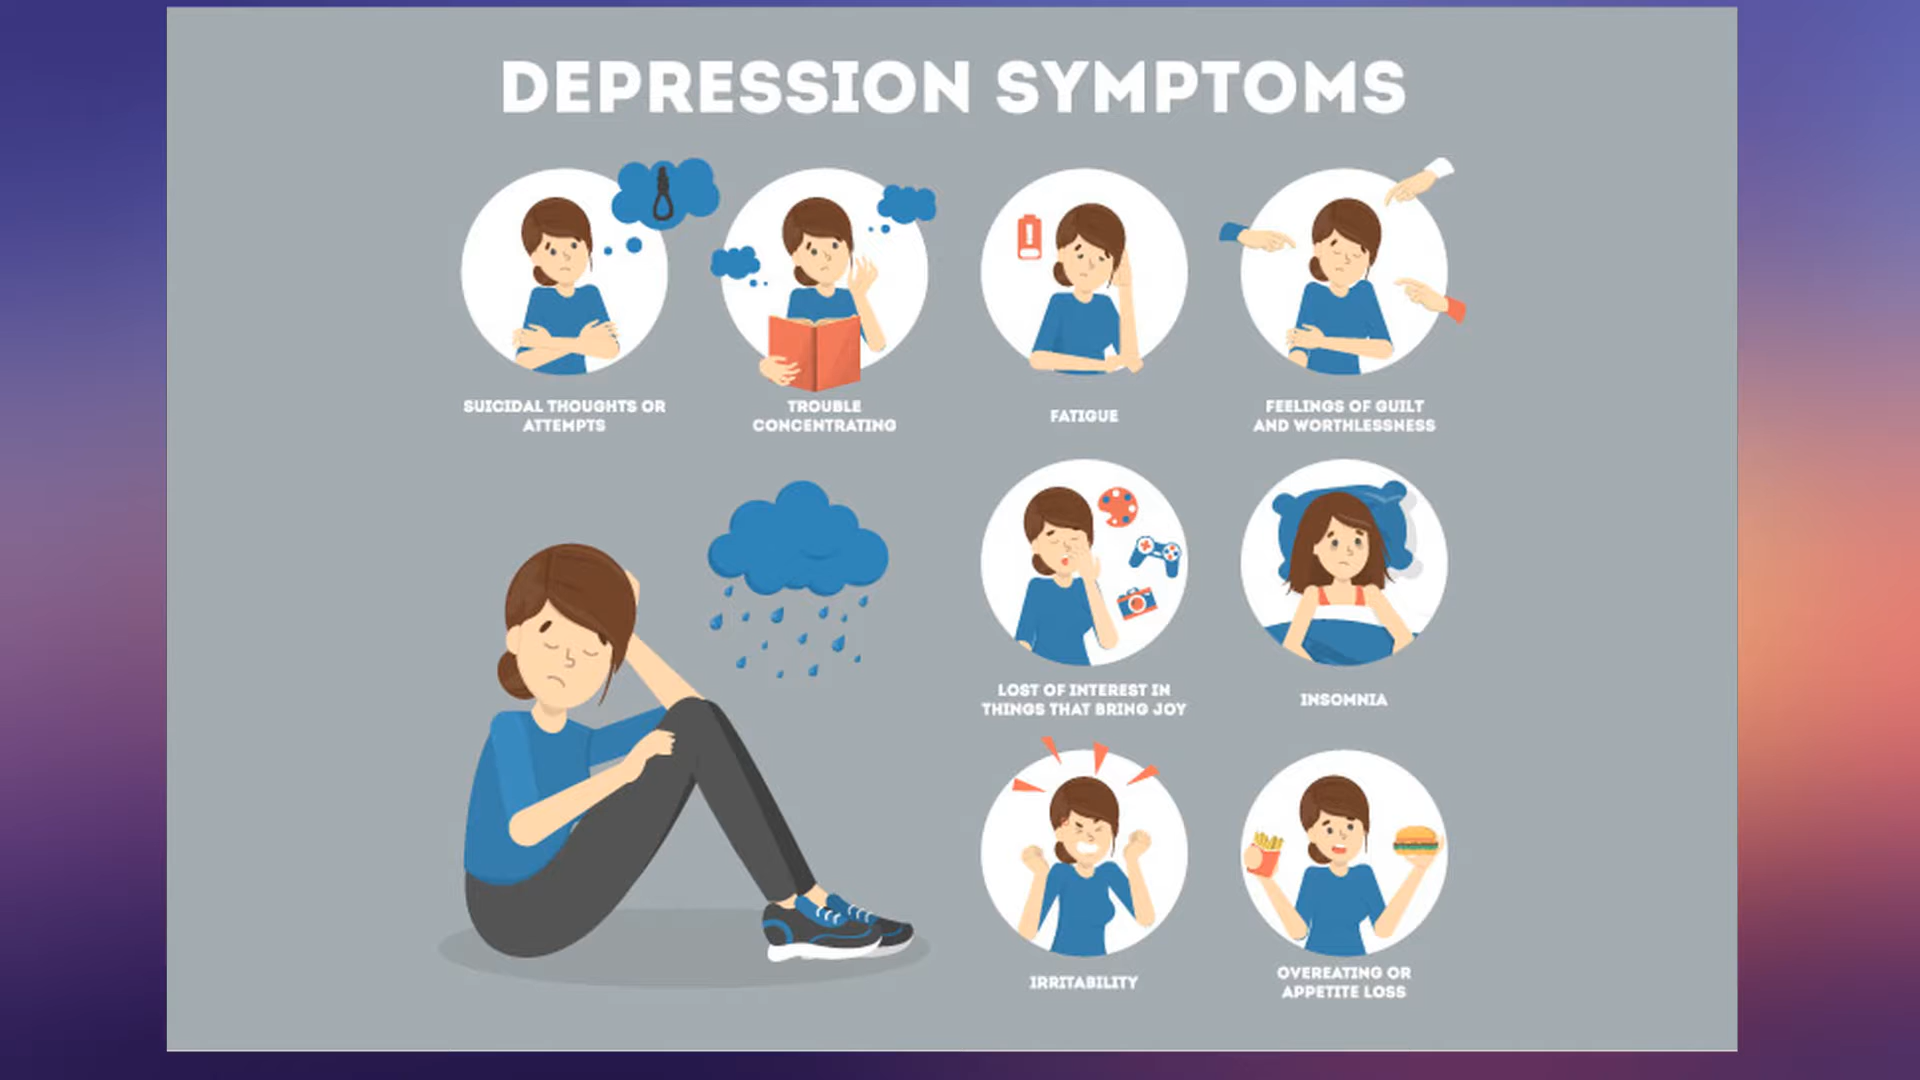 DEPRESSION SYMPTOMS
SUICIDAL THOUGHTS OR
ATTEMPTS
TROUBLE
CONCENTRATING
FATIGUE
FEELINGS OF GUILT
AND WORTHLESSNESS
LOST OF INTEREST IN
THINGS THAT BRING JOY
INSOMNIA
IRRITABILITY
OVEREATING OR
APPETITE LOSS